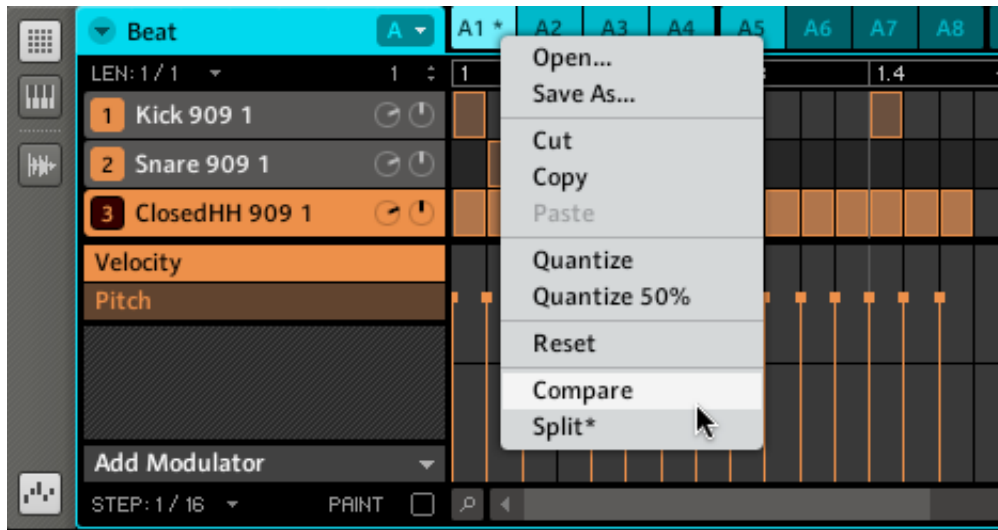 Beat A A1 * A2 A3 A4 A5 A6 A7 A8
LEN: 1 / 1 1 1 1.4
1 Kick 909 1
2 Snare 909 1
3 ClosedHH 909 1
Velocity
Pitch
Add Modulator
STEP: 1 / 16 PAINT
Open...
Save As...
Cut
Copy
Paste
Quantize
Quantize 50%
Reset
Compare
Split*